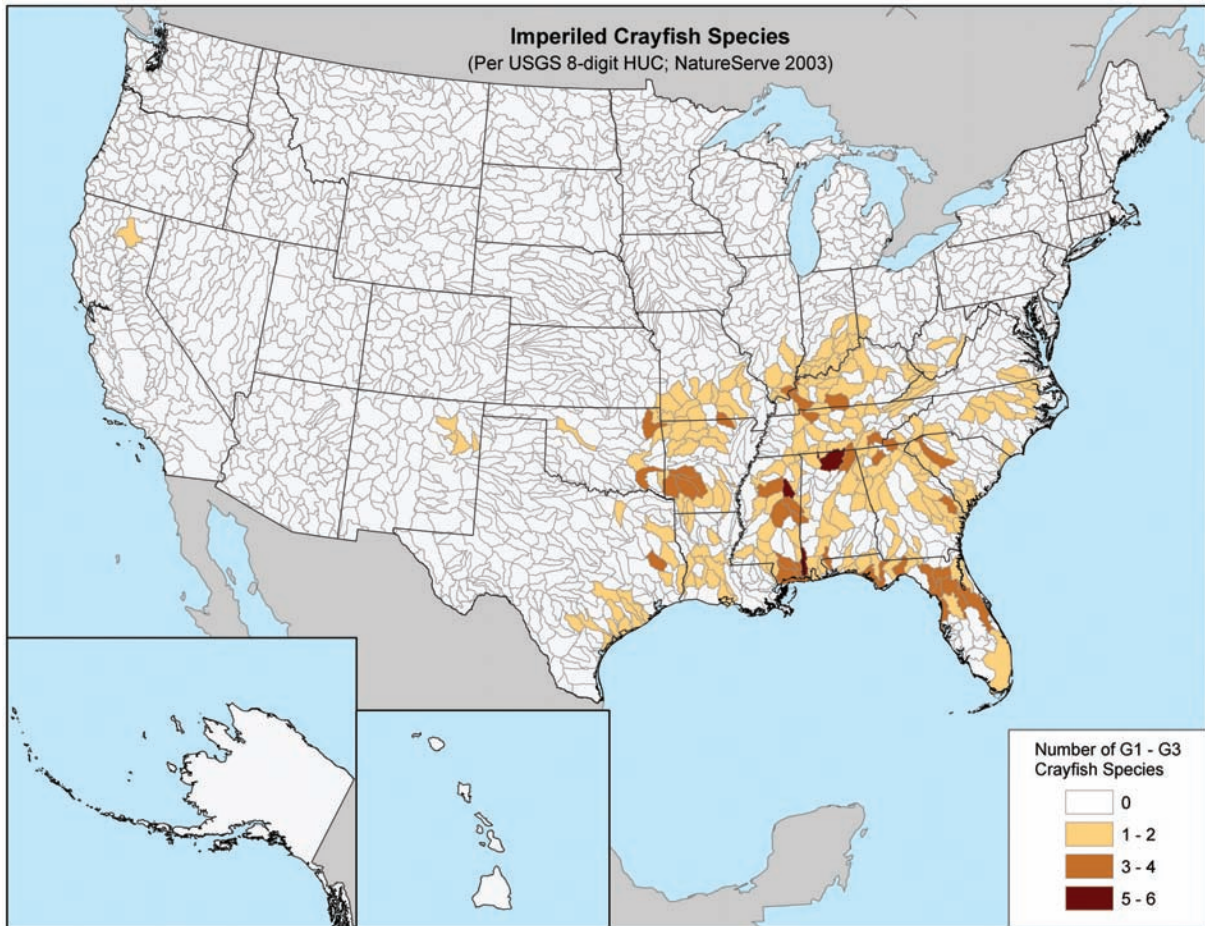 Imperiled Crayfish Species
(Per USGS 8-digit HUC; NatureServe 2003)
Number of G1 - G3
Crayfish Species
0
1 - 2
3 - 4
5 - 6